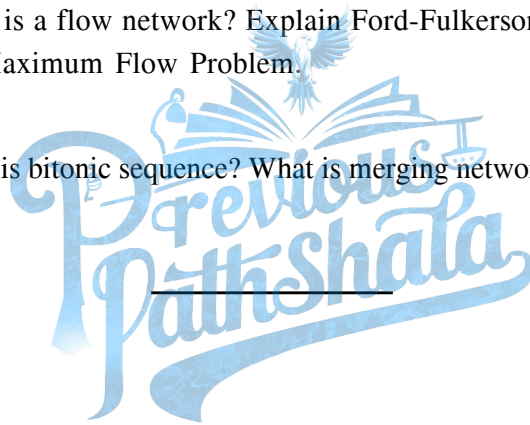 is a flow network? Explain Ford-Fulkerson
Maximum Flow Problem.
is bitonic sequence? What is merging networ
Previous
Pathshala